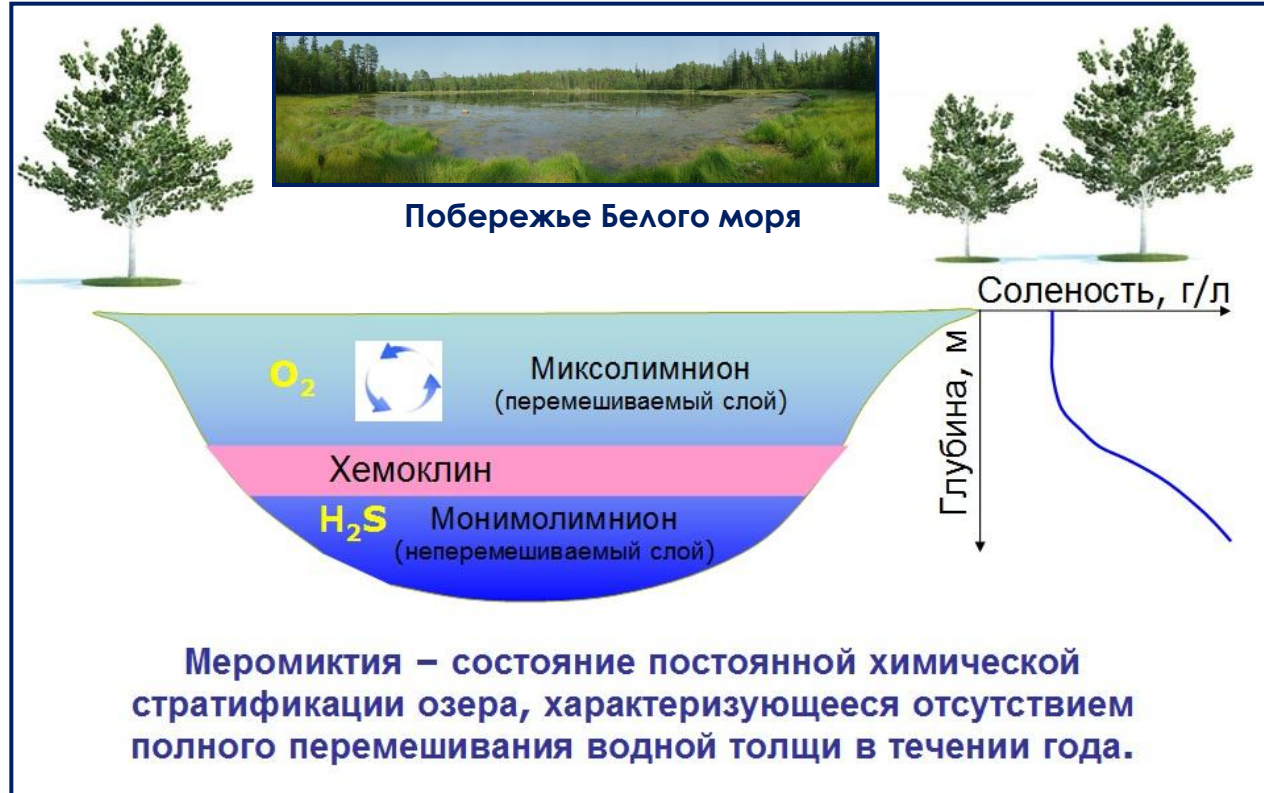 Побережье Белого моря
Соленость, г/л
Глубина, м
O₂
Миксолимнион
(перемешиваемый слой)
Хемоклин
H₂S
Монимолимнион
(неперемешиваемый слой)
Меромиктия – состояние постоянной химической
стратификации озера, характеризующееся отсутствием
полного перемешивания водной толщи в течении года.